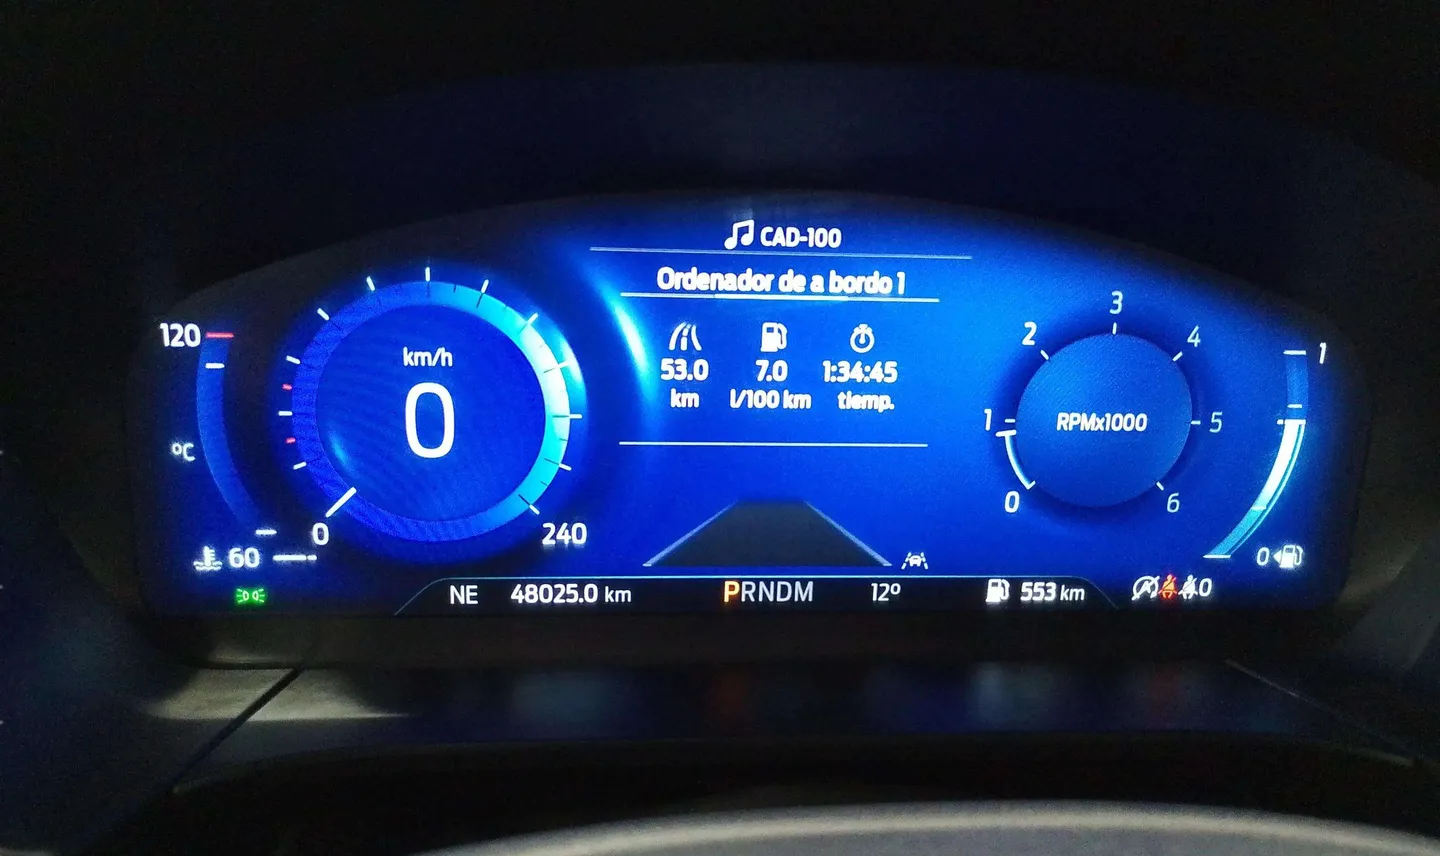 CAD-100
Ordenador de a bordo 1
53.0 7.0 1:34:45
km l/100 km tiemp.
120
°C
60
km/h
0
0 240
3
2 4
1 5
RPMx1000
0 6
1
0
NE 48025.0 km PRNDM 12° 553 km 0